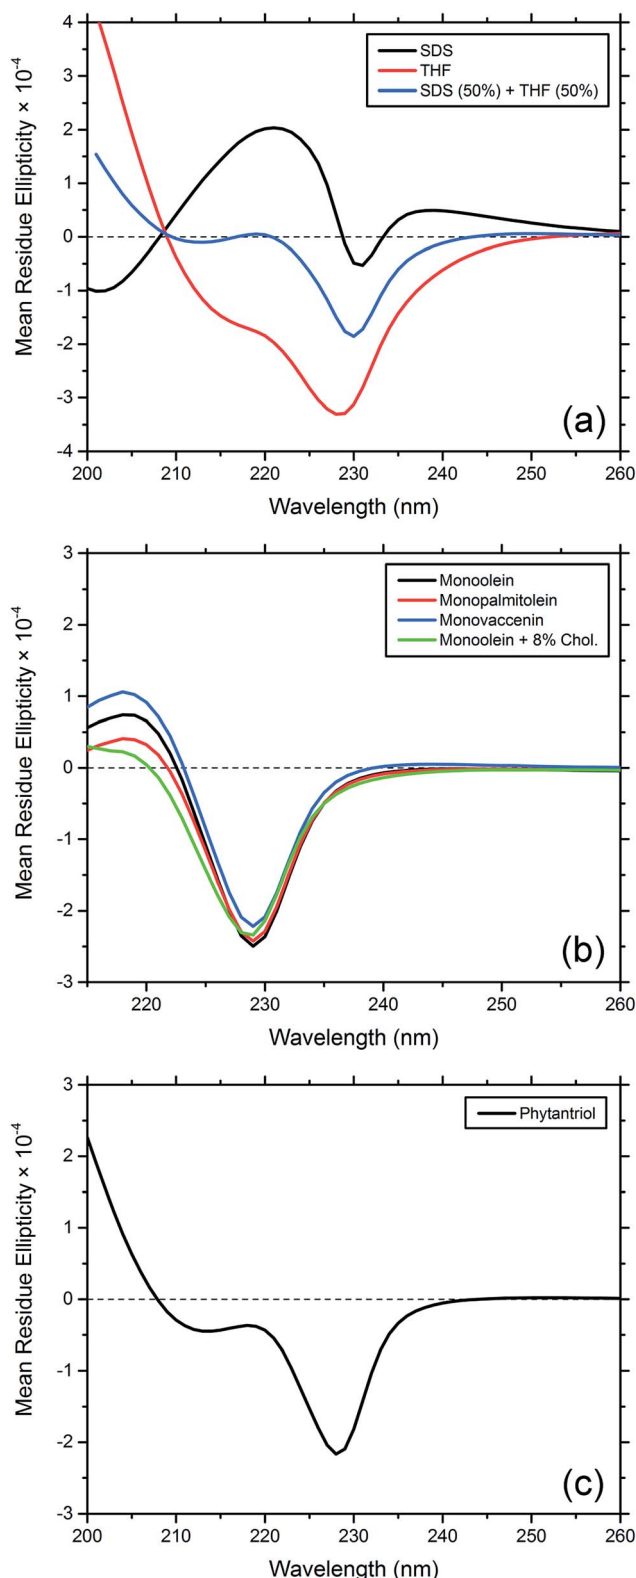 4
3
2
1
0
-1
-2
-3
-4
Mean Residue Ellipticity × 10⁻⁴
SDS
THF
SDS (50%) + THF (50%)
(a)
200 210 220 230 240 250 260
Wavelength (nm)
3
2
1
0
-1
-2
-3
Mean Residue Ellipticity × 10⁻⁴
Monoolein
Monopalmitolein
Monovaccenin
Monoolein + 8% Chol.
(b)
220 230 240 250 260
Wavelength (nm)
3
2
1
0
-1
-2
-3
Mean Residue Ellipticity × 10⁻⁴
Phytantriol
(c)
200 210 220 230 240 250 260
Wavelength (nm)